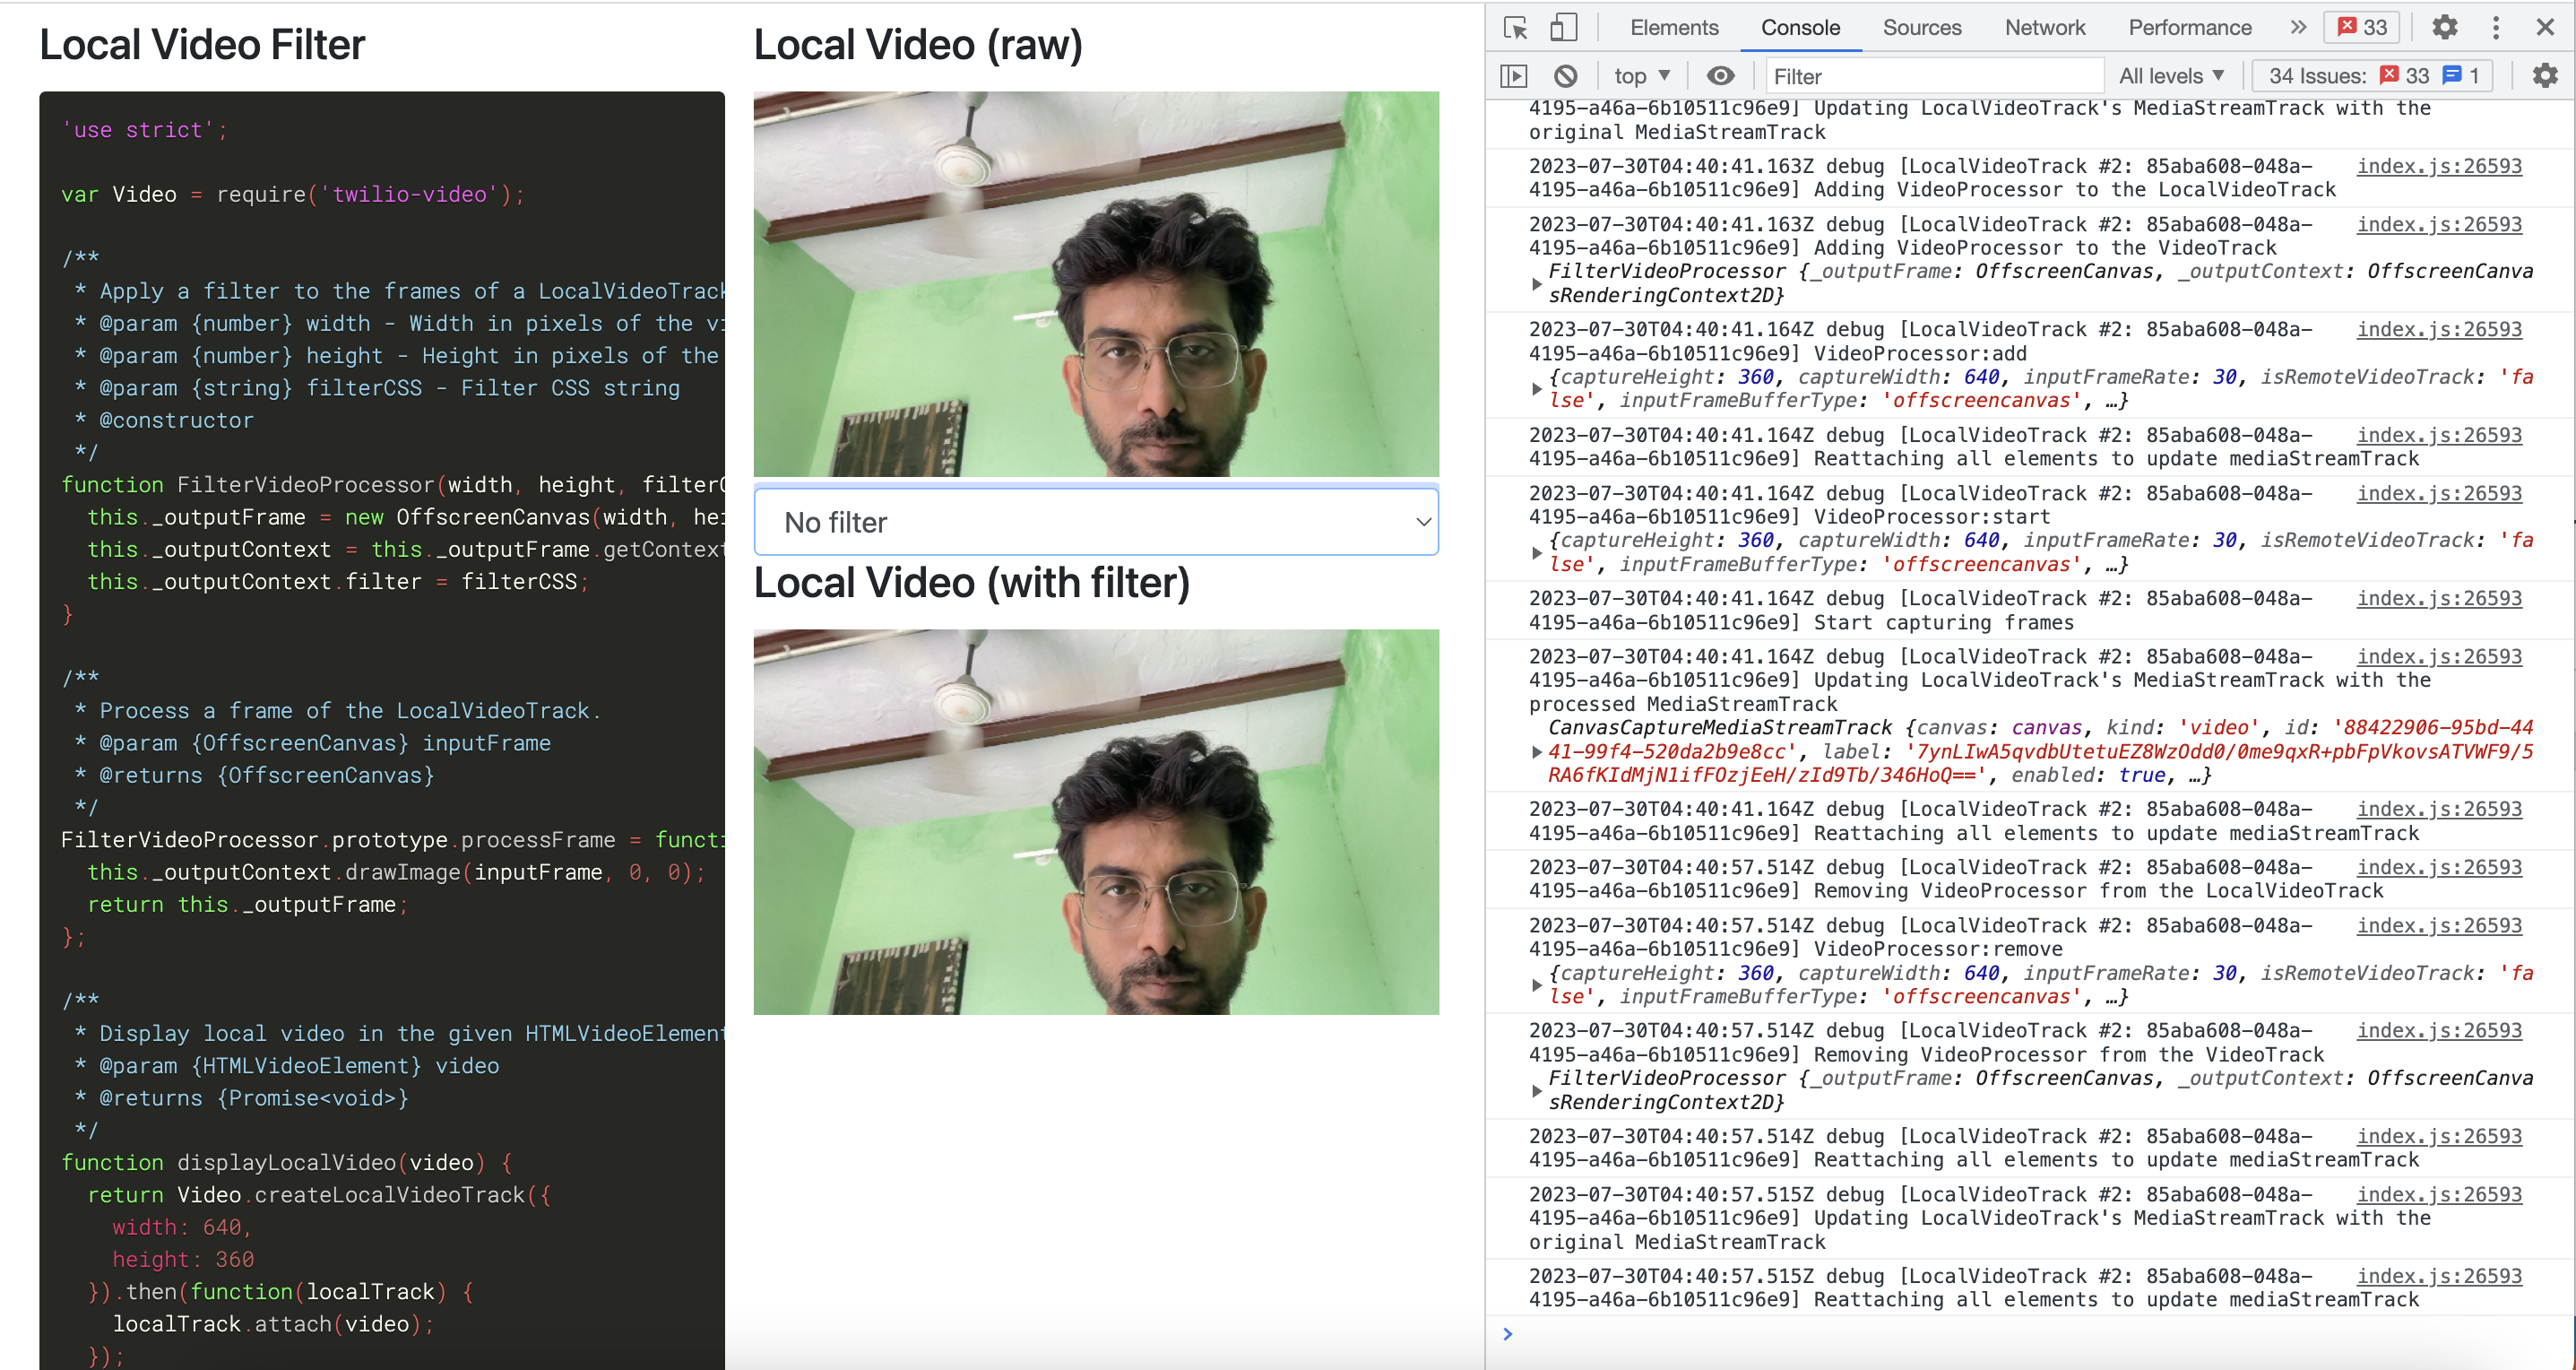 Local Video Filter
'use strict';
var Video = require('twilio-video');
/**
* Apply a filter to the frames of a LocalVideoTrack
* @param {number} width - Width in pixels of the vi
* @param {number} height - Height in pixels of the
* @param {string} filterCSS - Filter CSS string
* @constructor
*/
function FilterVideoProcessor(width, height, filterC
this._outputFrame = new OffscreenCanvas(width, hei
this._outputContext = this._outputFrame.getContext
this._outputContext.filter = filterCSS;
}
/**
* Process a frame of the LocalVideoTrack.
* @param {OffscreenCanvas} inputFrame
* @returns {OffscreenCanvas}
*/
FilterVideoProcessor.prototype.processFrame = functi
this._outputContext.drawImage(inputFrame, 0, 0);
return this._outputFrame;
};
/**
* Display local video in the given HTMLVideoElement
* @param {HTMLVideoElement} video
* @returns {Promise<void>}
*/
function displayLocalVideo(video) {
return Video.createLocalVideoTrack({
width: 640,
height: 360
}).then(function(localTrack) {
localTrack.attach(video);
});
Local Video (raw)
No filter
Local Video (with filter)
Elements Console Sources Network Performance » 33
top Filter All levels 34 Issues: 33 1
4195-a46a-6b10511c96e9] Updating LocalVideoTrack's MediaStreamTrack with the
original MediaStreamTrack
2023-07-30T04:40:41.163Z debug [LocalVideoTrack #2: 85aba608-048a- index.js:26593
4195-a46a-6b10511c96e9] Adding VideoProcessor to the LocalVideoTrack
2023-07-30T04:40:41.163Z debug [LocalVideoTrack #2: 85aba608-048a- index.js:26593
4195-a46a-6b10511c96e9] Adding VideoProcessor to the VideoTrack
FilterVideoProcessor {_outputFrame: OffscreenCanvas, _outputContext: OffscreenCanva
sRenderingContext2D}
2023-07-30T04:40:41.164Z debug [LocalVideoTrack #2: 85aba608-048a- index.js:26593
4195-a46a-6b10511c96e9] VideoProcessor:add
{captureHeight: 360, captureWidth: 640, inputFrameRate: 30, isRemoteVideoTrack: 'fa
lse', inputFrameBufferType: 'offscreencanvas', …}
2023-07-30T04:40:41.164Z debug [LocalVideoTrack #2: 85aba608-048a- index.js:26593
4195-a46a-6b10511c96e9] Reattaching all elements to update mediaStreamTrack
2023-07-30T04:40:41.164Z debug [LocalVideoTrack #2: 85aba608-048a- index.js:26593
4195-a46a-6b10511c96e9] VideoProcessor:start
{captureHeight: 360, captureWidth: 640, inputFrameRate: 30, isRemoteVideoTrack: 'fa
lse', inputFrameBufferType: 'offscreencanvas', …}
2023-07-30T04:40:41.164Z debug [LocalVideoTrack #2: 85aba608-048a- index.js:26593
4195-a46a-6b10511c96e9] Start capturing frames
2023-07-30T04:40:41.164Z debug [LocalVideoTrack #2: 85aba608-048a- index.js:26593
4195-a46a-6b10511c96e9] Updating LocalVideoTrack's MediaStreamTrack with the
processed MediaStreamTrack
CanvasCaptureMediaStreamTrack {canvas: canvas, kind: 'video', id: '88422906-95bd-44
41-99f4-520da2b9e8cc', label: '7ynLIwA5qvdbUtetuEZ8WzOdd0/0me9qxR+pbFpVkovsATVWF9/5
RA6fKIdMjN1ifFOzjEeH/zId9Tb/346HoQ==', enabled: true, …}
2023-07-30T04:40:41.164Z debug [LocalVideoTrack #2: 85aba608-048a- index.js:26593
4195-a46a-6b10511c96e9] Reattaching all elements to update mediaStreamTrack
2023-07-30T04:40:57.514Z debug [LocalVideoTrack #2: 85aba608-048a- index.js:26593
4195-a46a-6b10511c96e9] Removing VideoProcessor from the LocalVideoTrack
2023-07-30T04:40:57.514Z debug [LocalVideoTrack #2: 85aba608-048a- index.js:26593
4195-a46a-6b10511c96e9] VideoProcessor:remove
{captureHeight: 360, captureWidth: 640, inputFrameRate: 30, isRemoteVideoTrack: 'fa
lse', inputFrameBufferType: 'offscreencanvas', …}
2023-07-30T04:40:57.514Z debug [LocalVideoTrack #2: 85aba608-048a- index.js:26593
4195-a46a-6b10511c96e9] Removing VideoProcessor from the VideoTrack
FilterVideoProcessor {_outputFrame: OffscreenCanvas, _outputContext: OffscreenCanva
sRenderingContext2D}
2023-07-30T04:40:57.514Z debug [LocalVideoTrack #2: 85aba608-048a- index.js:26593
4195-a46a-6b10511c96e9] Reattaching all elements to update mediaStreamTrack
2023-07-30T04:40:57.515Z debug [LocalVideoTrack #2: 85aba608-048a- index.js:26593
4195-a46a-6b10511c96e9] Updating LocalVideoTrack's MediaStreamTrack with the
original MediaStreamTrack
2023-07-30T04:40:57.515Z debug [LocalVideoTrack #2: 85aba608-048a- index.js:26593
4195-a46a-6b10511c96e9] Reattaching all elements to update mediaStreamTrack